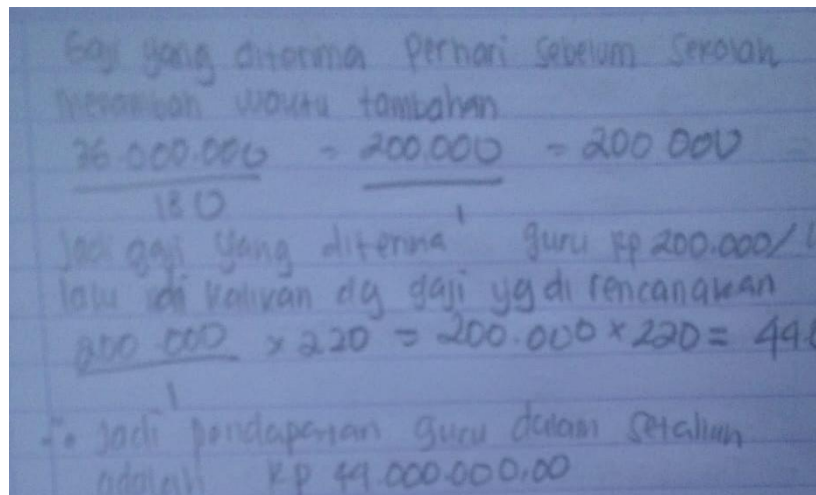 Gaji yang diterima perhari sebelum sekolah
menambah waktu tambahan
36.000.000 = 200.000 = 200 000
180 1
Jadi gaji yang diterima guru Rp 200.000/
lalu di kalikan dg gaji yg di rencanakan
200 000 x 220 = 200.000 x 220 = 44.
1
∴ Jadi pendapatan guru dalam setahun
adalah Rp 44.000.000,00